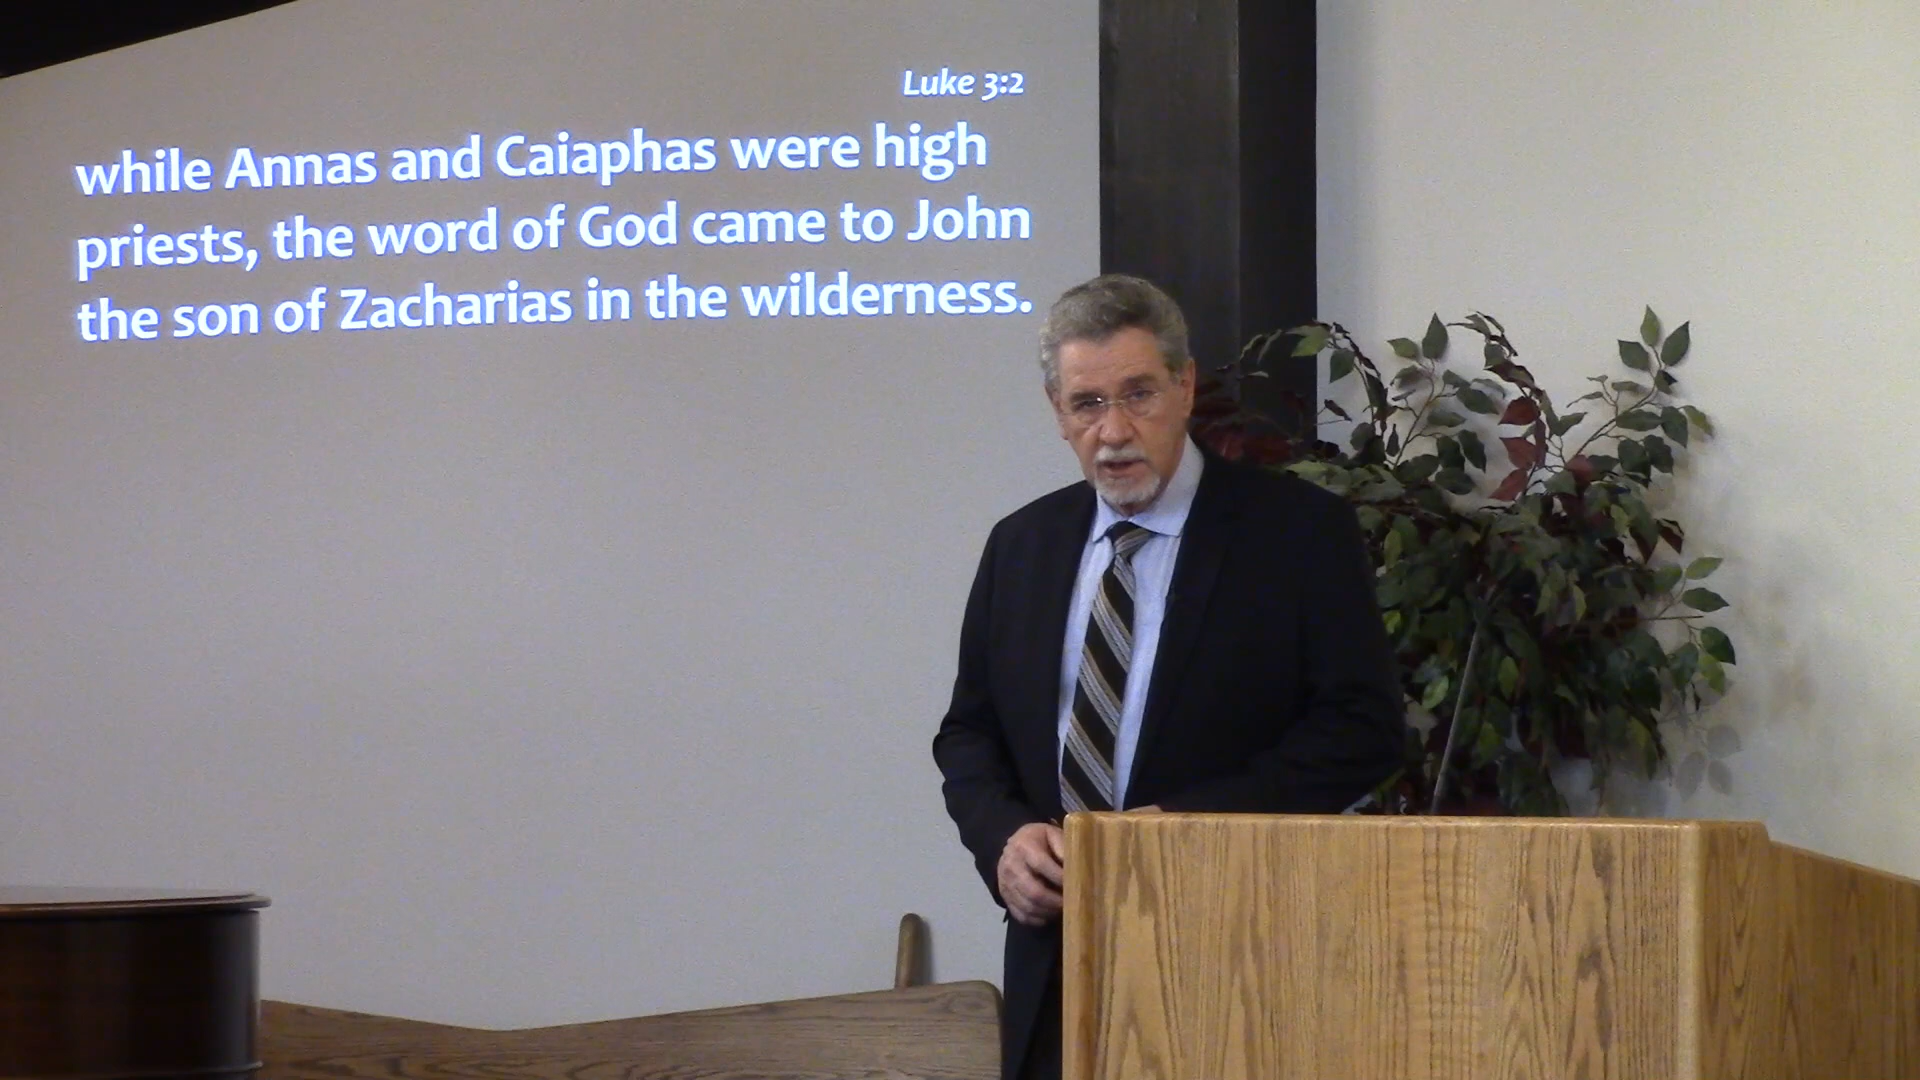 Luke 3:2
while Annas and Caiaphas were high
priests, the word of God came to John
the son of Zacharias in the wilderness.